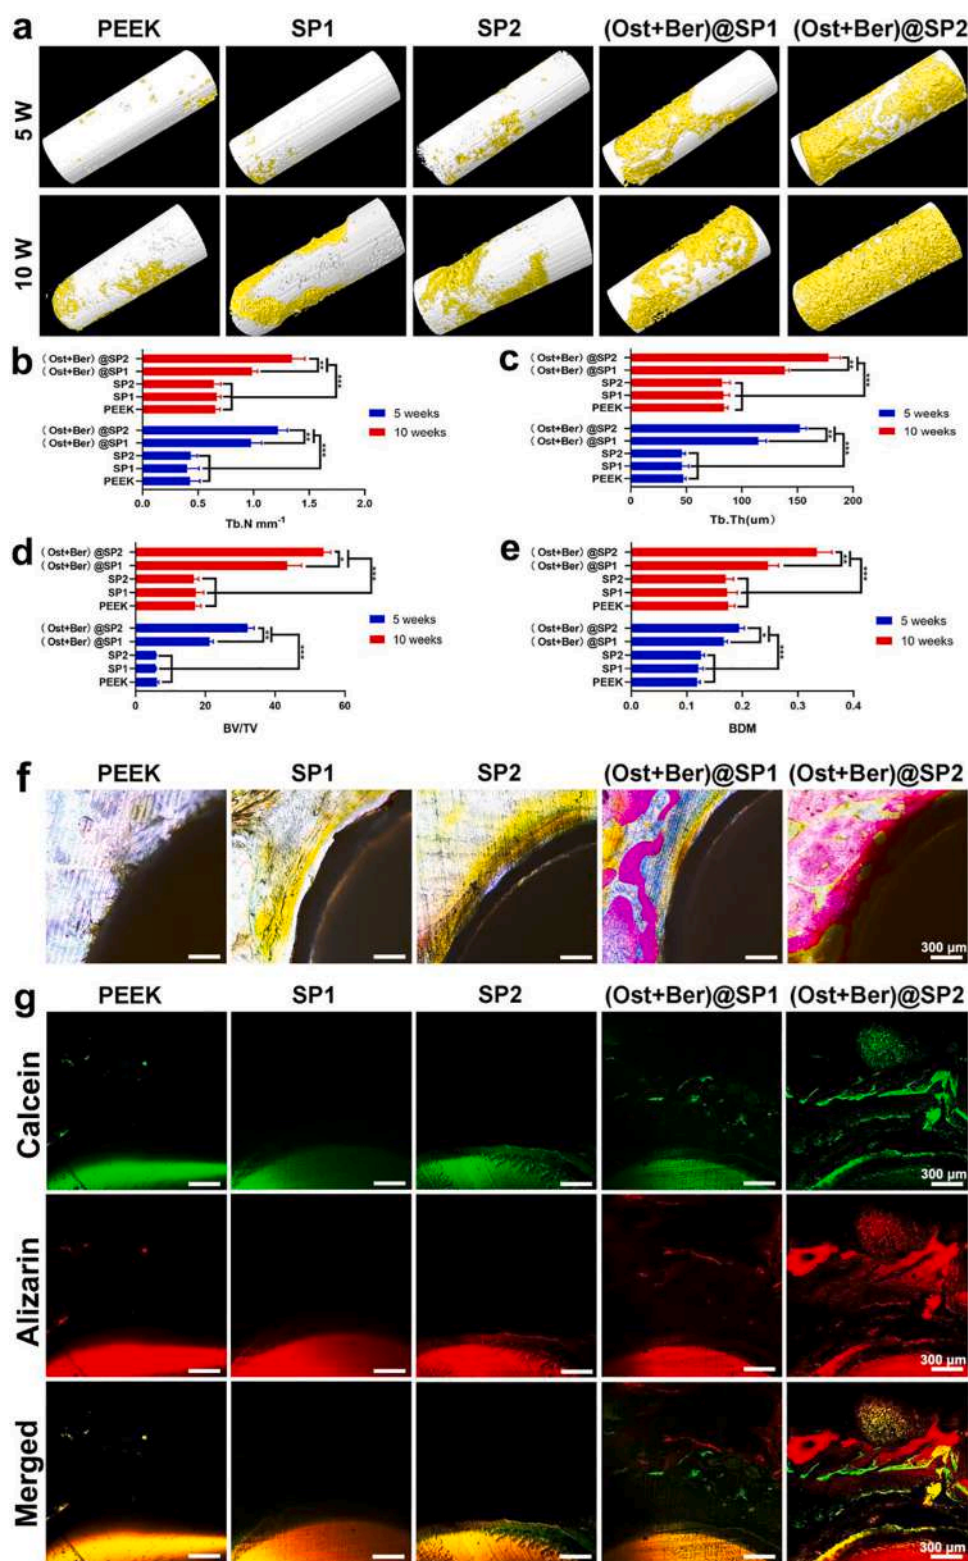 a
PEEK SP1 SP2 (Ost+Ber)@SP1 (Ost+Ber)@SP2
5 W
10 W
b
(Ost+Ber)@SP2
(Ost+Ber)@SP1
SP2
SP1
PEEK
(Ost+Ber)@SP2
(Ost+Ber)@SP1
SP2
SP1
PEEK
** ***
** ***
5 weeks
10 weeks
0.0 0.5 1.0 1.5 2.0
Tb.N mm⁻¹
c
(Ost+Ber)@SP2
(Ost+Ber)@SP1
SP2
SP1
PEEK
(Ost+Ber)@SP2
(Ost+Ber)@SP1
SP2
SP1
PEEK
** ***
** ***
5 weeks
10 weeks
0 50 100 150 200
Tb.Th(um)
d
(Ost+Ber)@SP2
(Ost+Ber)@SP1
SP2
SP1
PEEK
(Ost+Ber)@SP2
(Ost+Ber)@SP1
SP2
SP1
PEEK
* ***
** ***
5 weeks
10 weeks
0 20 40 60
BV/TV
e
(Ost+Ber)@SP2
(Ost+Ber)@SP1
SP2
SP1
PEEK
(Ost+Ber)@SP2
(Ost+Ber)@SP1
SP2
SP1
PEEK
** ***
* ***
5 weeks
10 weeks
0.0 0.1 0.2 0.3 0.4
BDM
f
PEEK SP1 SP2 (Ost+Ber)@SP1 (Ost+Ber)@SP2
300 μm
g
PEEK SP1 SP2 (Ost+Ber)@SP1 (Ost+Ber)@SP2
Calcein
300 μm
Alizarin
300 μm
Merged
300 μm